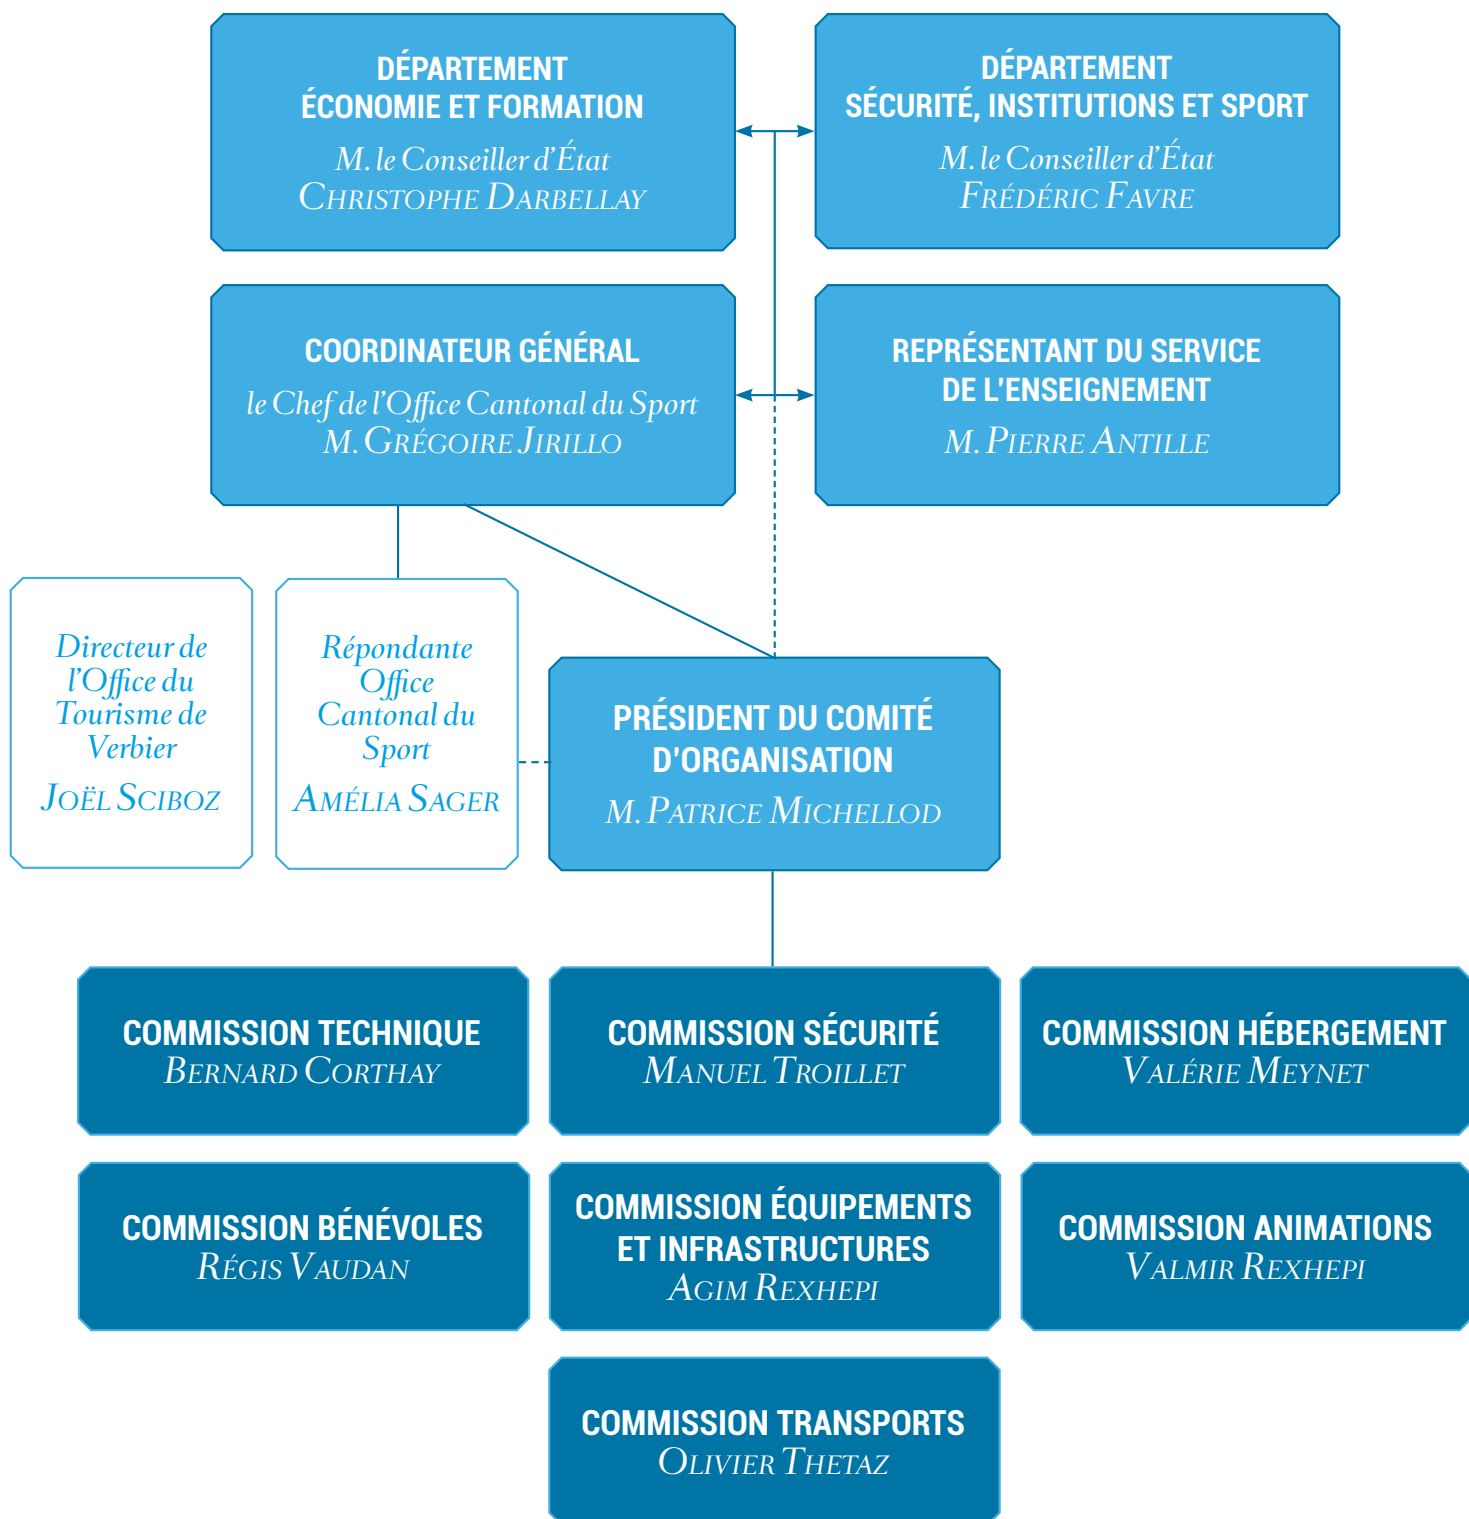 DÉPARTEMENT
ÉCONOMIE ET FORMATION
M. le Conseiller d'État
CHRISTOPHE DARBELLAY
DÉPARTEMENT
SÉCURITÉ, INSTITUTIONS ET SPORT
M. le Conseiller d'État
FRÉDÉRIC FAVRE
COORDINATEUR GÉNÉRAL
le Chef de l'Office Cantonal du Sport
M. GRÉGOIRE JIRILLO
REPRÉSENTANT DU SERVICE
DE L'ENSEIGNEMENT
M. PIERRE ANTILLE
Directeur de
l'Office du
Tourisme de
Verbier
JOËL SCIBOZ
Répondante
Office
Cantonal du
Sport
AMÉLIA SAGER
PRÉSIDENT DU COMITÉ
D'ORGANISATION
M. PATRICE MICHELLOD
COMMISSION TECHNIQUE
BERNARD CORTHAY
COMMISSION SÉCURITÉ
MANUEL TROILLET
COMMISSION HÉBERGEMENT
VALÉRIE MEYNET
COMMISSION BÉNÉVOLES
RÉGIS VAUDAN
COMMISSION ÉQUIPEMENTS
ET INFRASTRUCTURES
AGIM REXHEPI
COMMISSION ANIMATIONS
VALMIR REXHEPI
COMMISSION TRANSPORTS
OLIVIER THETAZ